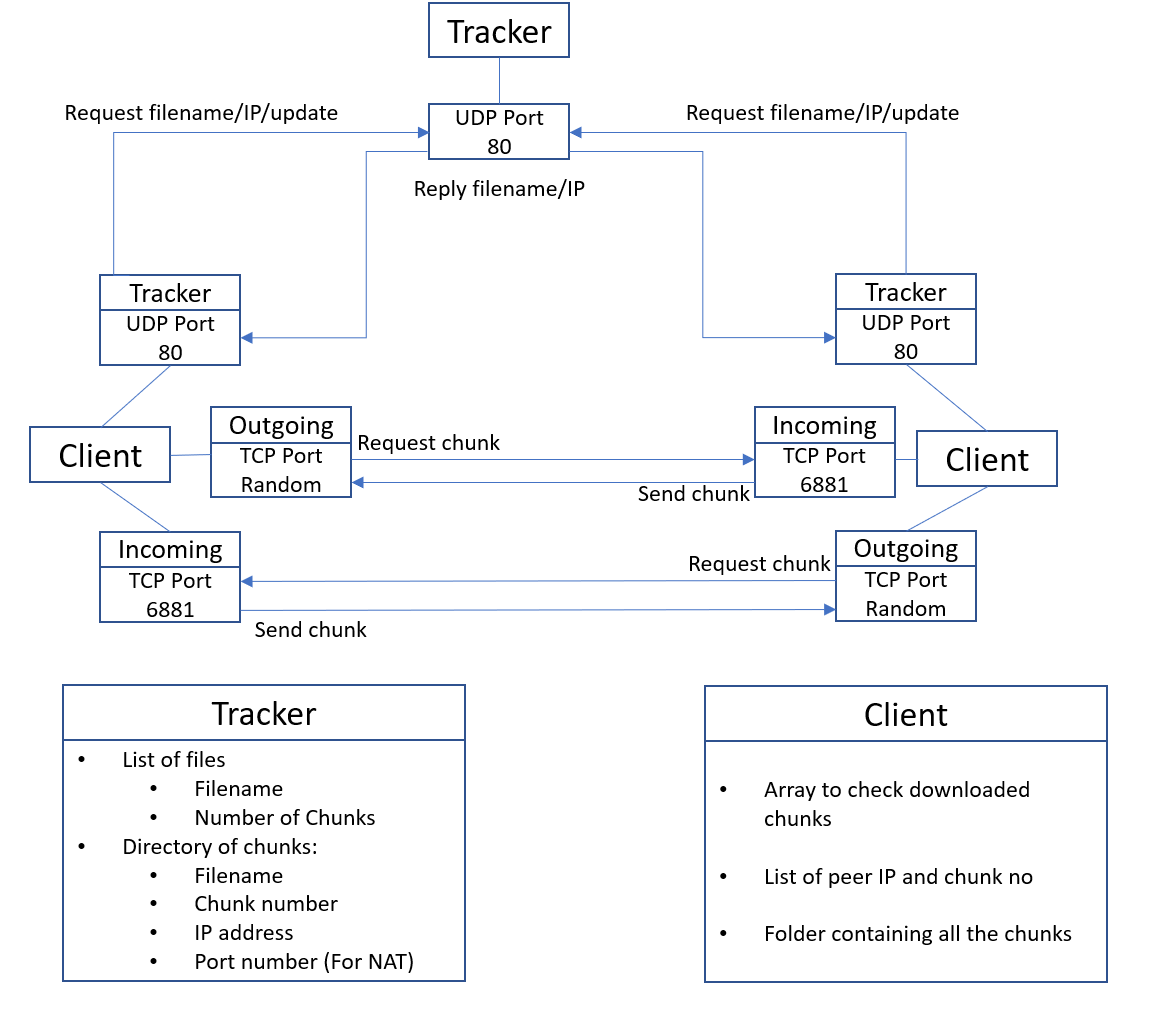 Tracker
Request filename/IP/update
UDP Port
80
Request filename/IP/update
Reply filename/IP
Tracker
UDP Port
80
Tracker
UDP Port
80
Client
Outgoing
TCP Port
Random
Request chunk
Send chunk
Incoming
TCP Port
6881
Client
Incoming
TCP Port
6881
Request chunk
Send chunk
Outgoing
TCP Port
Random
Tracker
• List of files
• Filename
• Number of Chunks
• Directory of chunks:
• Filename
• Chunk number
• IP address
• Port number (For NAT)
Client
• Array to check downloaded
chunks
• List of peer IP and chunk no
• Folder containing all the chunks